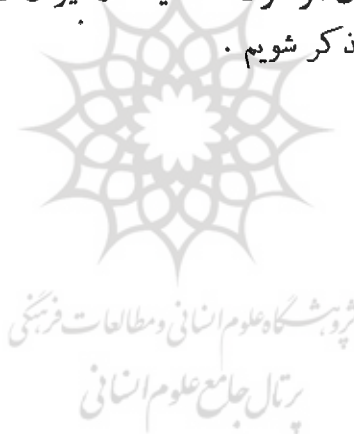 ذکر شویم .
پژوهشگاه علوم انسانی و مطالعات فرهنگی
پرتال جامع علوم انسانی